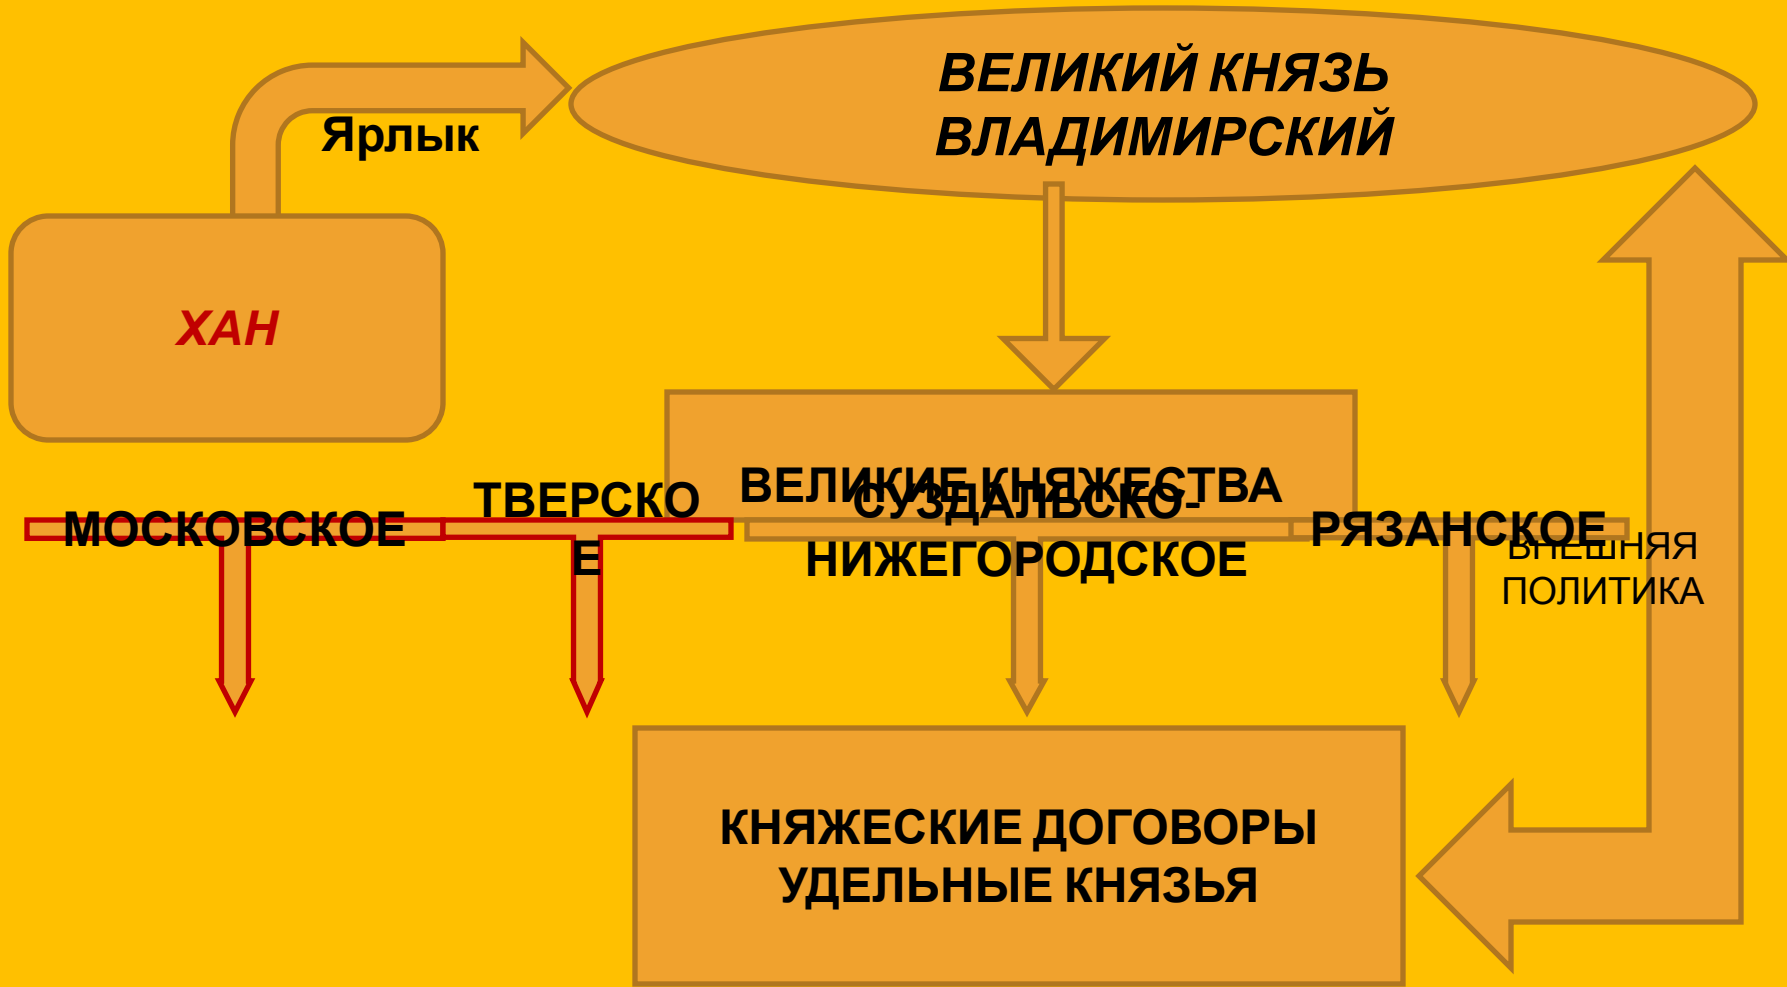 ВЕЛИКИЙ КНЯЗЬ
ВЛАДИМИРСКИЙ
Ярлык
ХАН
ВЕЛИКИЕ КНЯЖЕСТВА
МОСКОВСКОЕ
ТВЕРСКО
Е
СУЗДАЛЬСКО-
НИЖЕГОРОДСКОЕ
РЯЗАНСКОЕ
ВНЕШНЯЯ
ПОЛИТИКА
КНЯЖЕСКИЕ ДОГОВОРЫ
УДЕЛЬНЫЕ КНЯЗЬЯ